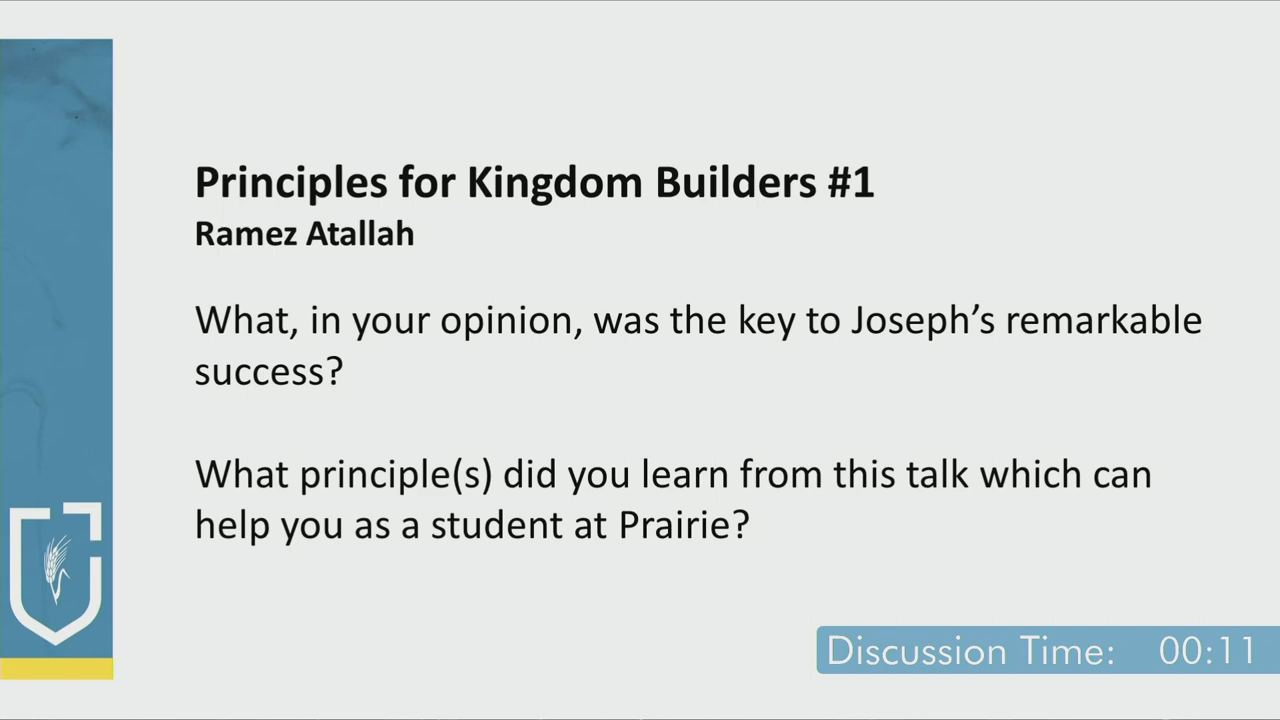 Principles for Kingdom Builders #1
Ramez Atallah
What, in your opinion, was the key to Joseph’s remarkable
success?
What principle(s) did you learn from this talk which can
help you as a student at Prairie?
Discussion Time: 00:11